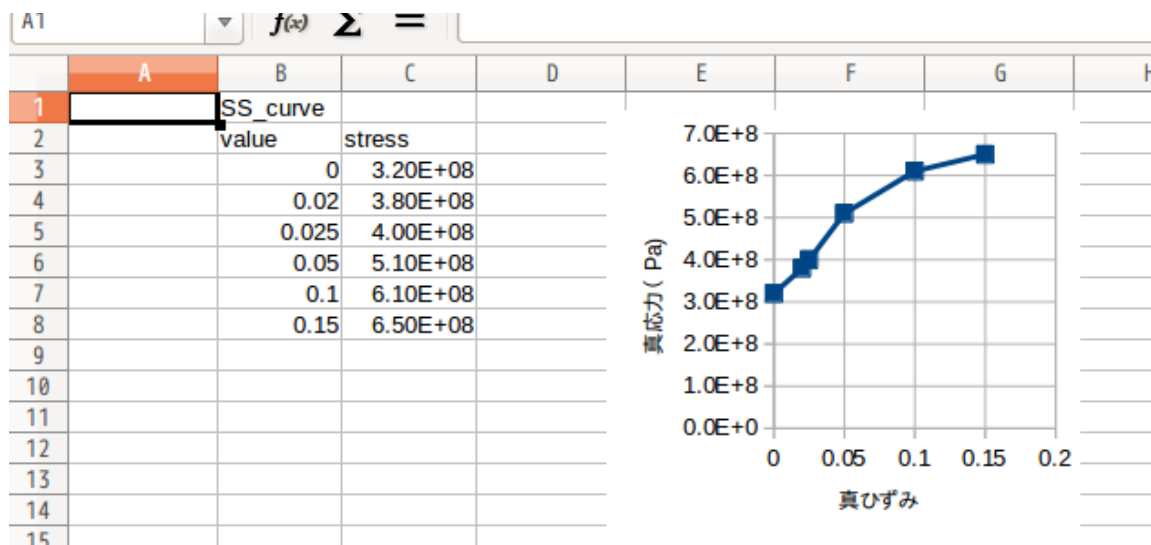 A1 f(x) Σ =
A B C D E F G H
1 SS_curve
2 value stress
3 0 3.20E+08
4 0.02 3.80E+08
5 0.025 4.00E+08
6 0.05 5.10E+08
7 0.1 6.10E+08
8 0.15 6.50E+08
9
10
11
12
13
14
15
7.0E+8
6.0E+8
5.0E+8
4.0E+8
3.0E+8
2.0E+8
1.0E+8
0.0E+0
真応力( Pa)
0 0.05 0.1 0.15 0.2
真ひずみ